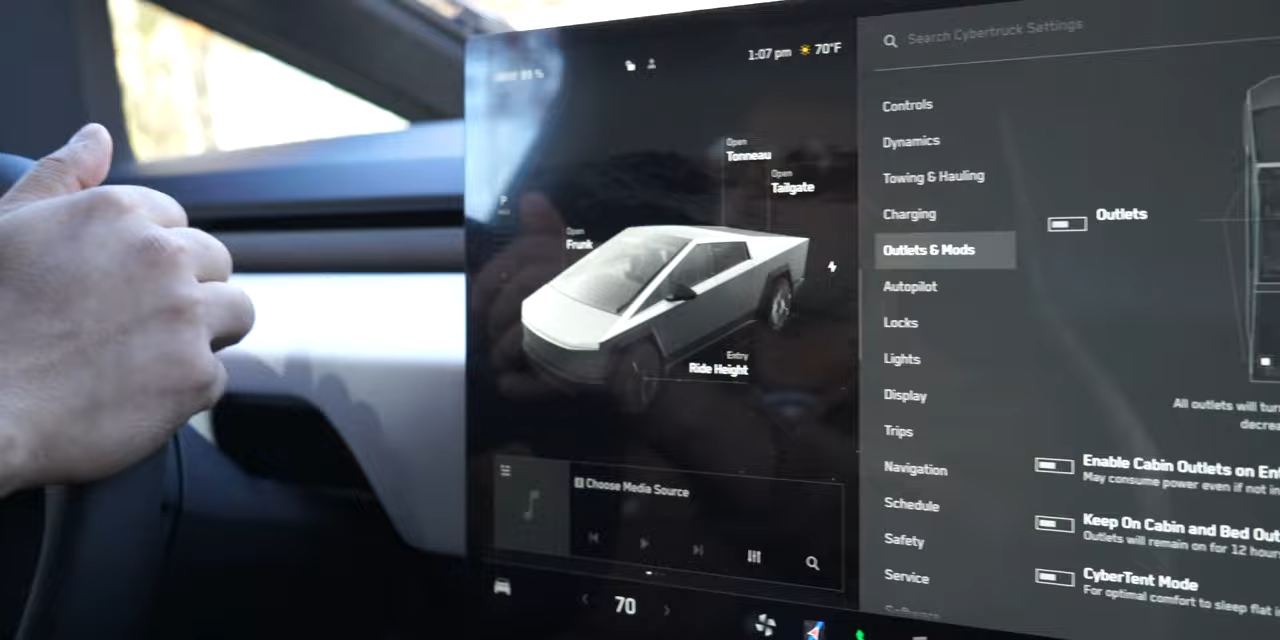 1:07 pm 70°F
Open
Tonneau
Open
Tailgate
Open
Frunk
Entry
Ride Height
Choose Media Source
70
Search Cybertruck Settings
Controls
Dynamics
Towing & Hauling
Charging
Outlets & Mods
Autopilot
Locks
Lights
Display
Trips
Navigation
Schedule
Safety
Service
Outlets
All outlets will tur
decrea
Enable Cabin Outlets on En
May consume power even if not in
Keep On Cabin and Bed Out
Outlets will remain on for 12 hour
CyberTent Mode
For optimal comfort to sleep flat i